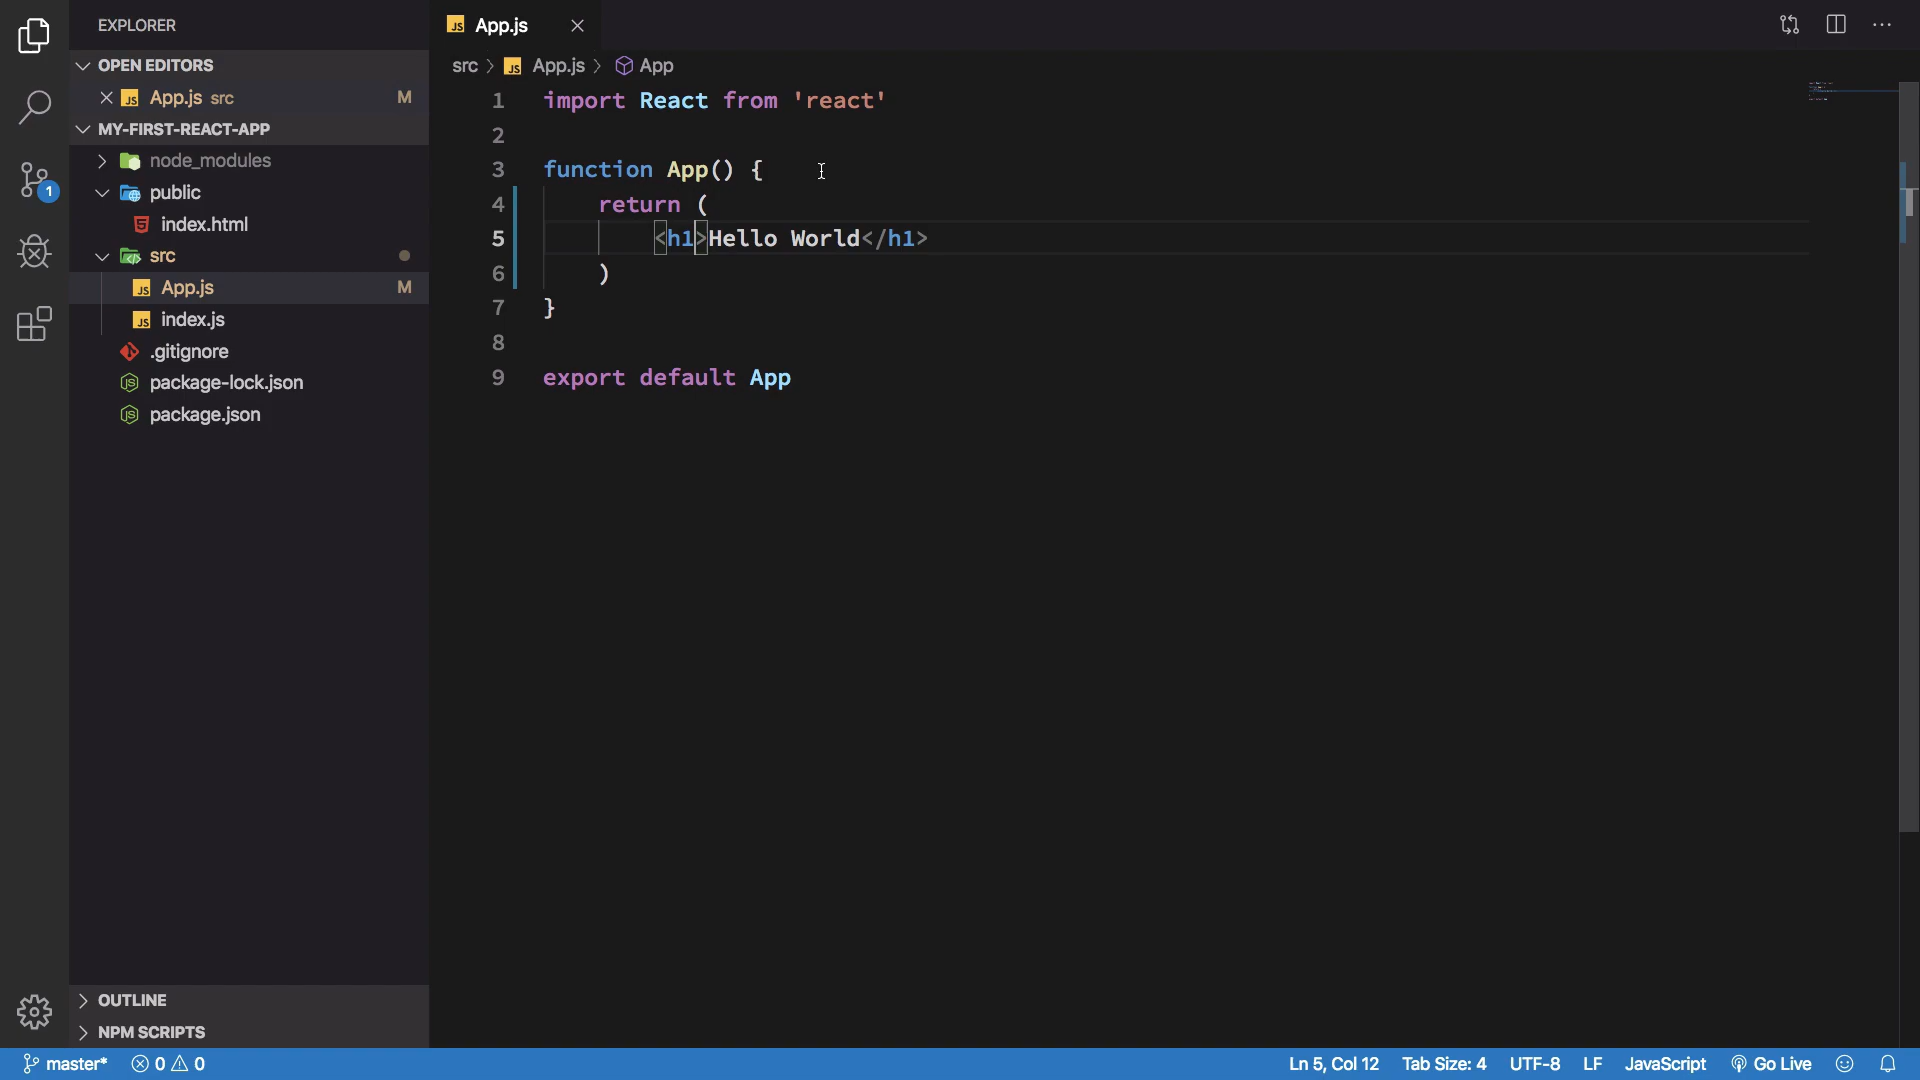 EXPLORER
OPEN EDITORS
App.js src M
MY-FIRST-REACT-APP
node_modules
public
index.html
src
App.js M
index.js
.gitignore
package-lock.json
package.json
OUTLINE
NPM SCRIPTS
1
App.js
src > App.js > App
1 import React from 'react'
2
3 function App() {
4 return (
5 <h1>Hello World</h1>
6 )
7 }
8
9 export default App
master* 0 0 Ln 5, Col 12 Tab Size: 4 UTF-8 LF JavaScript Go Live